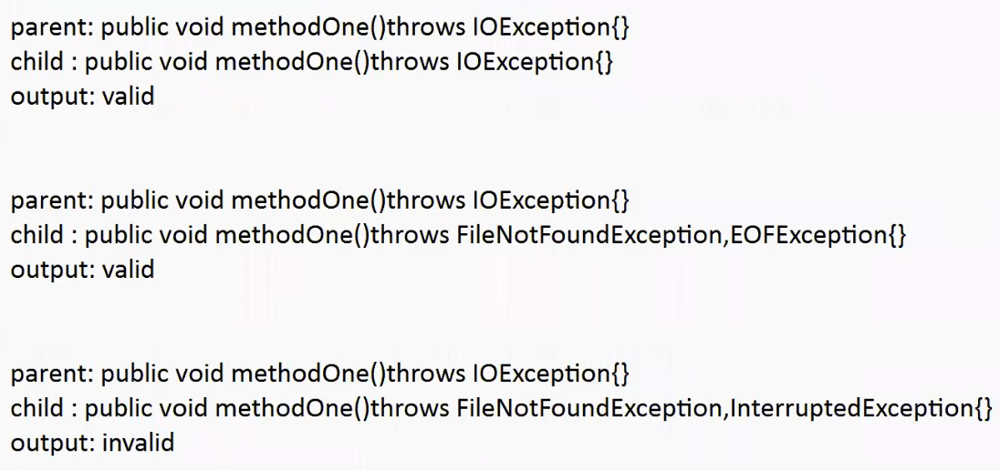 parent: public void methodOne()throws IOException{}
child : public void methodOne()throws IOException{}
output: valid
parent: public void methodOne()throws IOException{}
child : public void methodOne()throws FileNotFoundException,EOFException{}
output: valid
parent: public void methodOne()throws IOException{}
child : public void methodOne()throws FileNotFoundException,InterruptedException{}
output: invalid